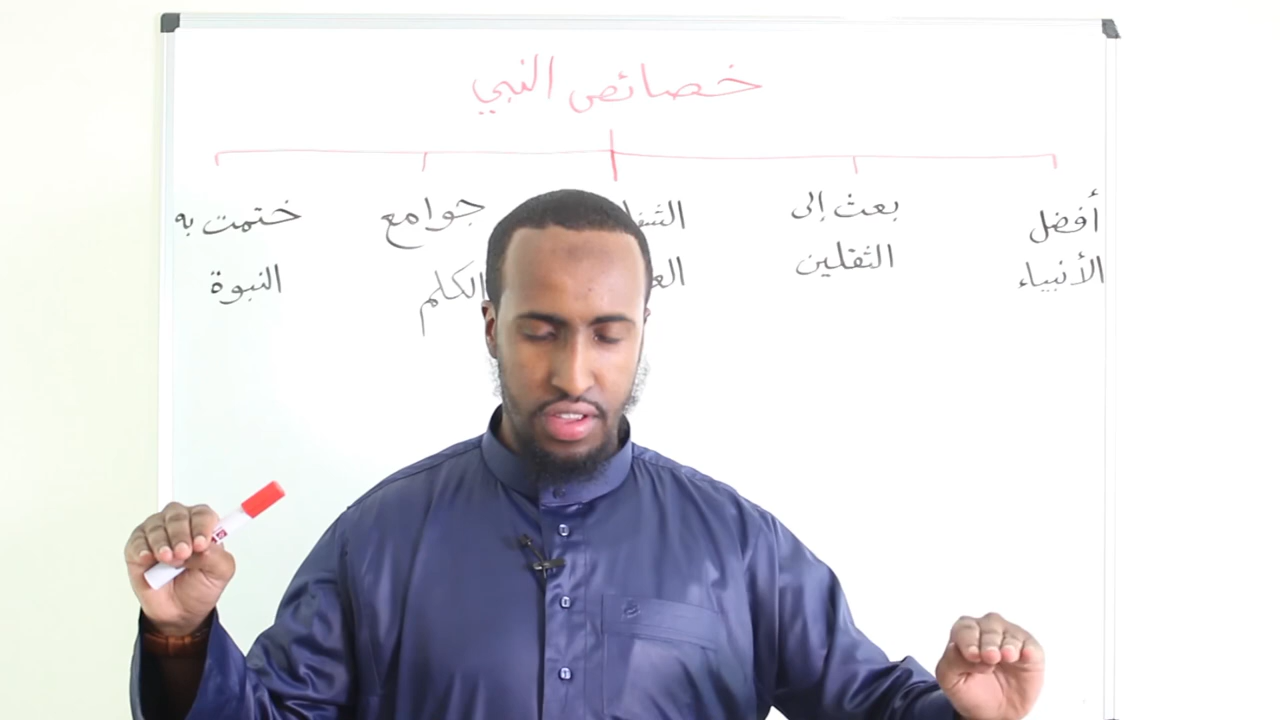 خصائص النبي
أفضل
الأنبياء
بعث إلى
الثقلين
جوامع
الكلم
ختمت به
النبوة